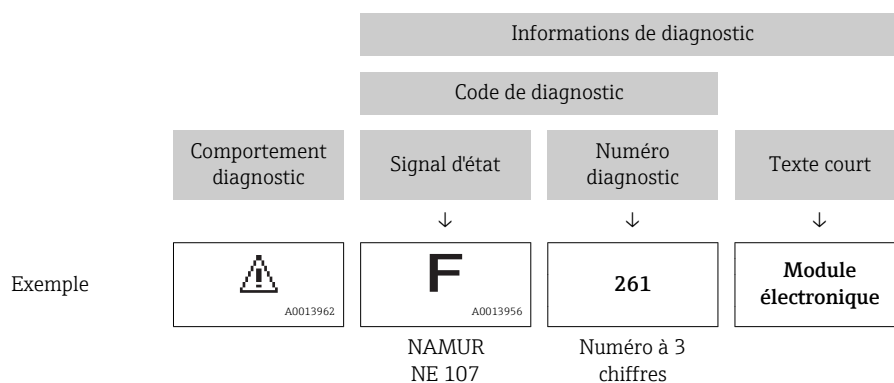 Informations de diagnostic
Code de diagnostic
Comportement
diagnostic
Signal d'état
Numéro
diagnostic
Texte court
↓ ↓ ↓
Exemple
A0013962
F
A0013956
261
Module
électronique
NAMUR
NE 107
Numéro à 3
chiffres